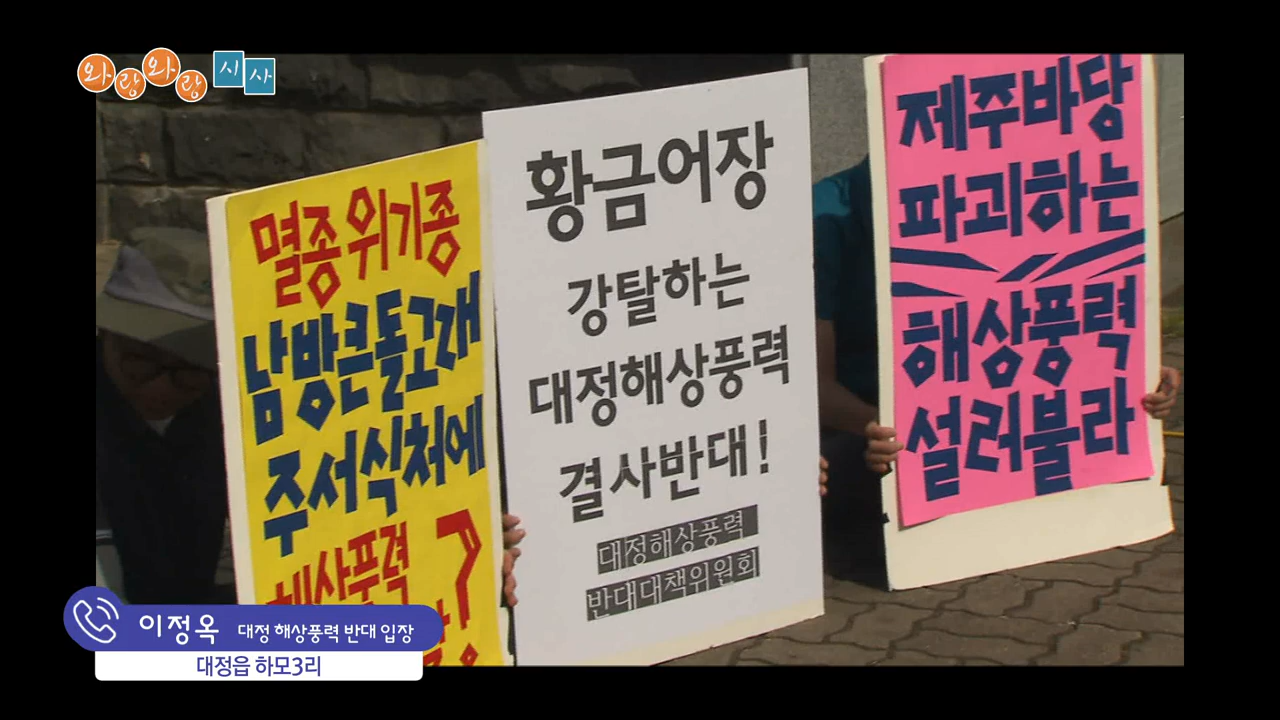 와랑와랑 시사
멸종 위기종
남방큰돌고래
주서식처에
해상풍력
?
황금어장
강탈하는
대정해상풍력
결사반대!
대정해상풍력
반대대책위원회
제주바당
파괴하는
해상풍력
설러불라
이정옥 대정 해상풍력 반대 입장
대정읍 하모3리